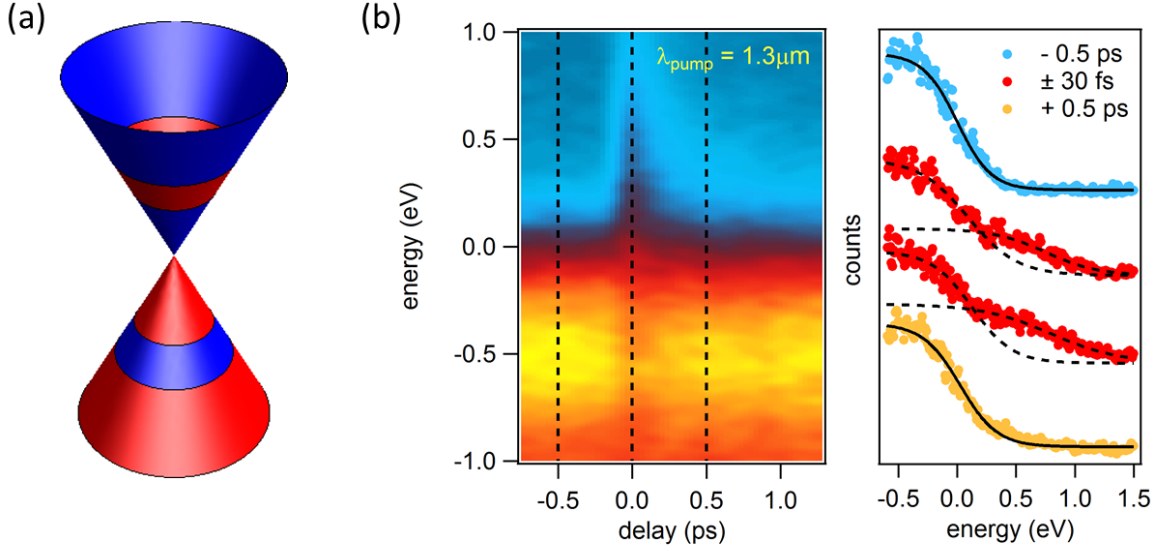 (a)
(b)
λpump = 1.3μm
1.0
0.5
0.0
-0.5
-1.0
energy (eV)
-0.5
0.0
0.5
1.0
delay (ps)
- 0.5 ps
± 30 fs
+ 0.5 ps
counts
-0.5
0.0
0.5
1.0
1.5
energy (eV)